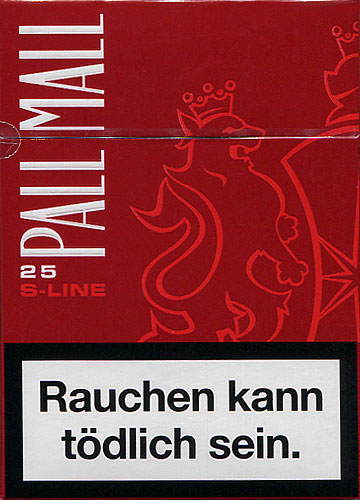 PALL MALL
25
S-LINE
Rauchen kann
tödlich sein.